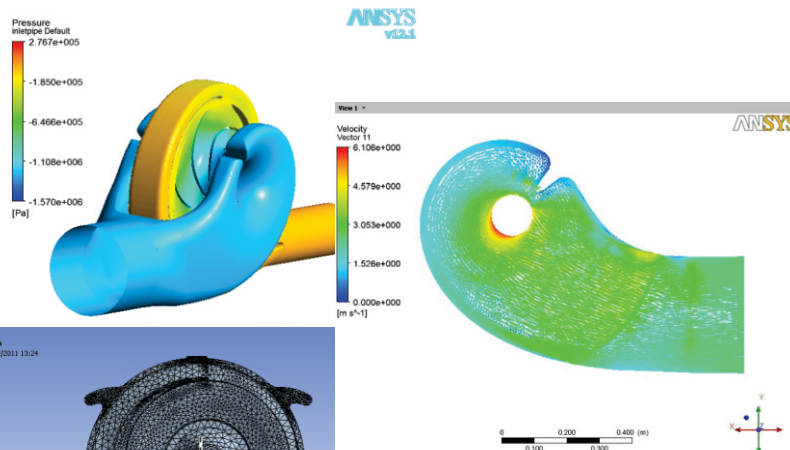 ANSYS
v12.1
Pressure
inletpipe Default
2.767e+005
-1.850e+005
-6.466e+005
-1.108e+006
-1.570e+006
[Pa]
View 1
ANSYS
Velocity
Vector 11
6.106e+000
4.579e+000
3.053e+000
1.526e+000
0.000e+000
[m s^-1]
/2011 13:24
0 0.200 0.400 (m)
0.100 0.300
Y
X
Z